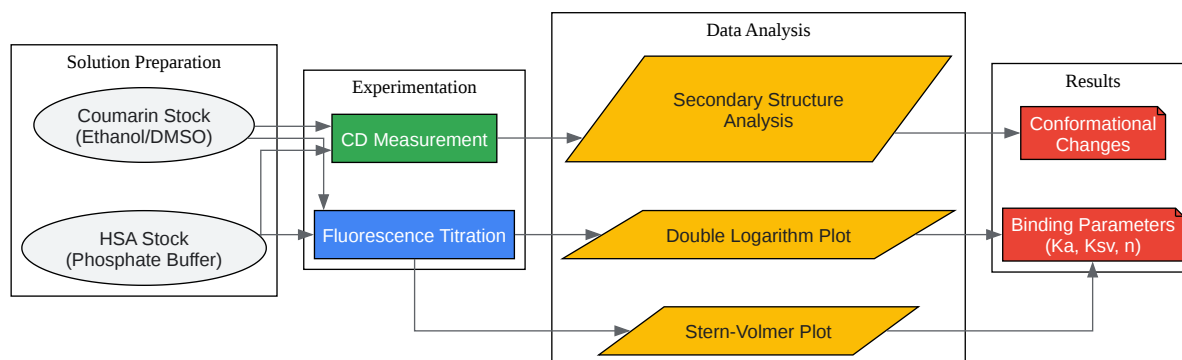 Solution Preparation
Coumarin Stock
(Ethanol/DMSO)
HSA Stock
(Phosphate Buffer)
Experimentation
CD Measurement
Fluorescence Titration
Data Analysis
Secondary Structure
Analysis
Double Logarithm Plot
Stern-Volmer Plot
Results
Conformational
Changes
Binding Parameters
(Ka, Ksv, n)